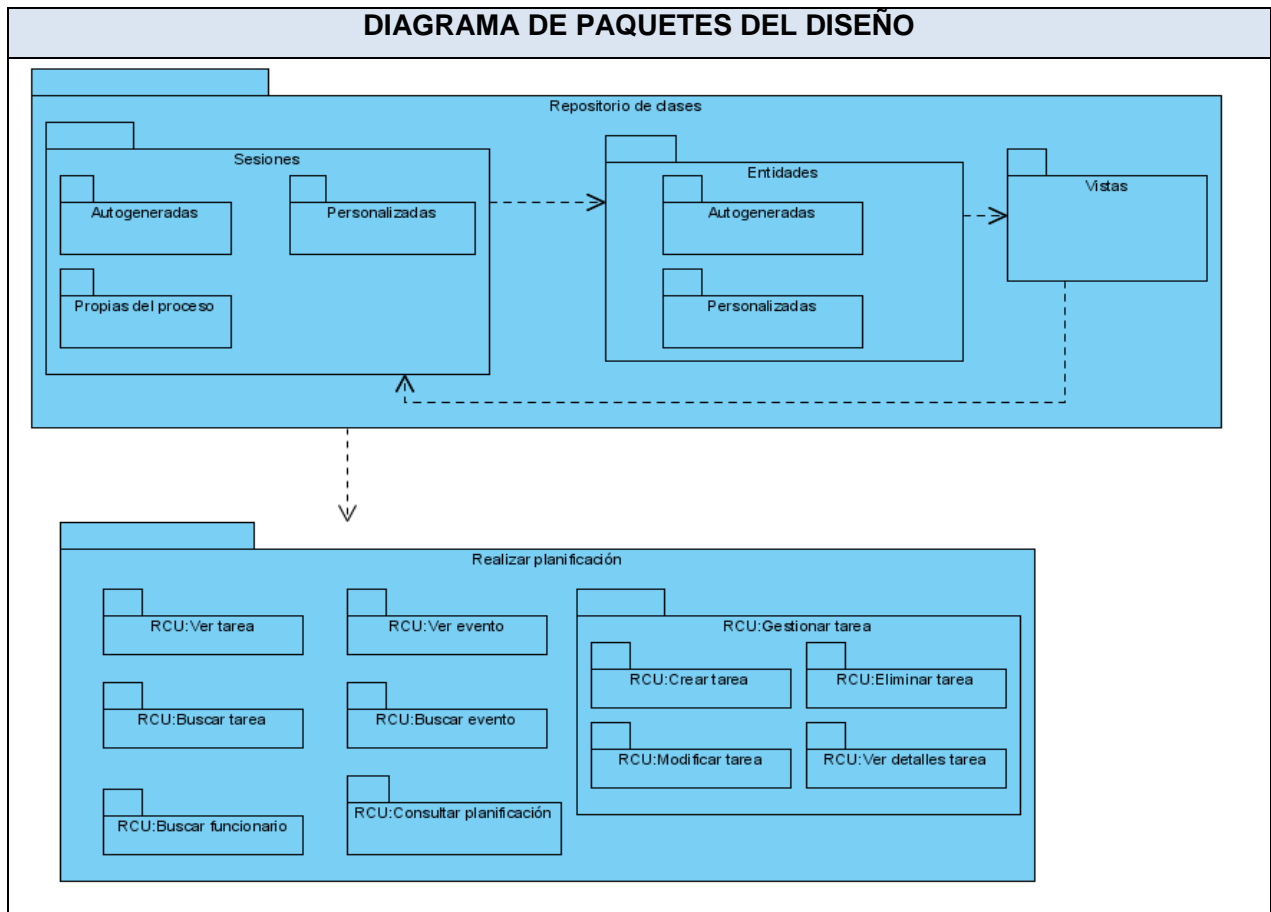 DIAGRAMA DE PAQUETES DEL DISEÑO
Repositorio de clases
Sesiones
Autogeneradas
Personalizadas
Propias del proceso
Entidades
Autogeneradas
Personalizadas
Vistas
Realizar planificación
RCU:Ver tarea
RCU:Ver evento
RCU:Buscar tarea
RCU:Buscar evento
RCU:Buscar funcionario
RCU:Consultar planificación
RCU:Gestionar tarea
RCU:Crear tarea
RCU:Eliminar tarea
RCU:Modificar tarea
RCU:Ver detalles tarea